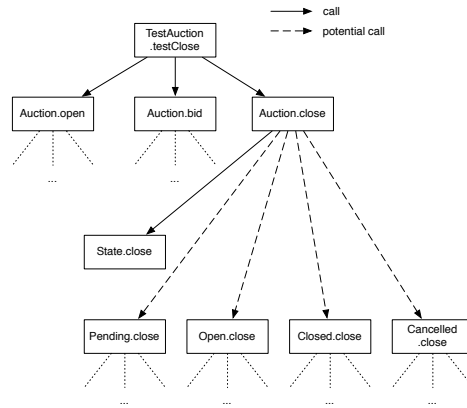 call
potential call
TestAuction
.testClose
Auction.open
Auction.bid
Auction.close
...
...
State.close
Pending.close
Open.close
Closed.close
Cancelled
.close
...
...
...
...